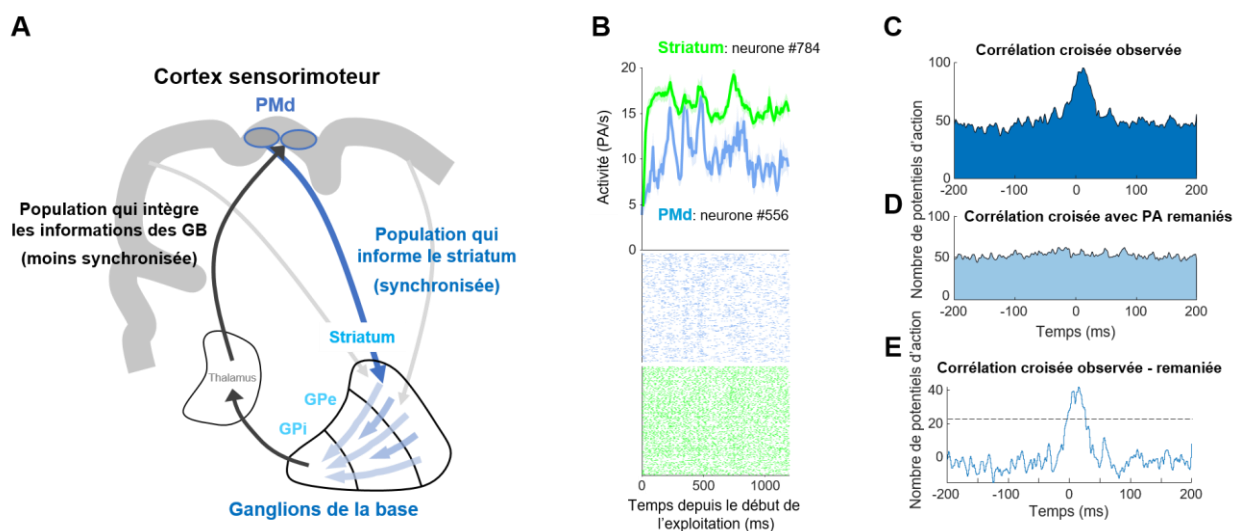 A
Cortex sensorimoteur
PMd
Population qui intègre
les informations des GB
(moins synchronisée)
Population qui
informe le striatum
(synchronisée)
Striatum
Thalamus
GPe
GPi
Ganglions de la base
B
Striatum: neurone #784
20
15
10
5
0
Activité (PA/s)
PMd: neurone #556
0 500 1000
Temps depuis le début de
l'exploitation (ms)
C
Corrélation croisée observée
100
50
0
-200 -100 0 100 200
D
Corrélation croisée avec PA remaniés
100
50
0
-200 -100 0 100 200
Temps (ms)
Nombre de potentiels d'action
E
Corrélation croisée observée - remaniée
40
20
0
-200 -100 0 100 200
Temps (ms)
Nombre de potentiels d'action